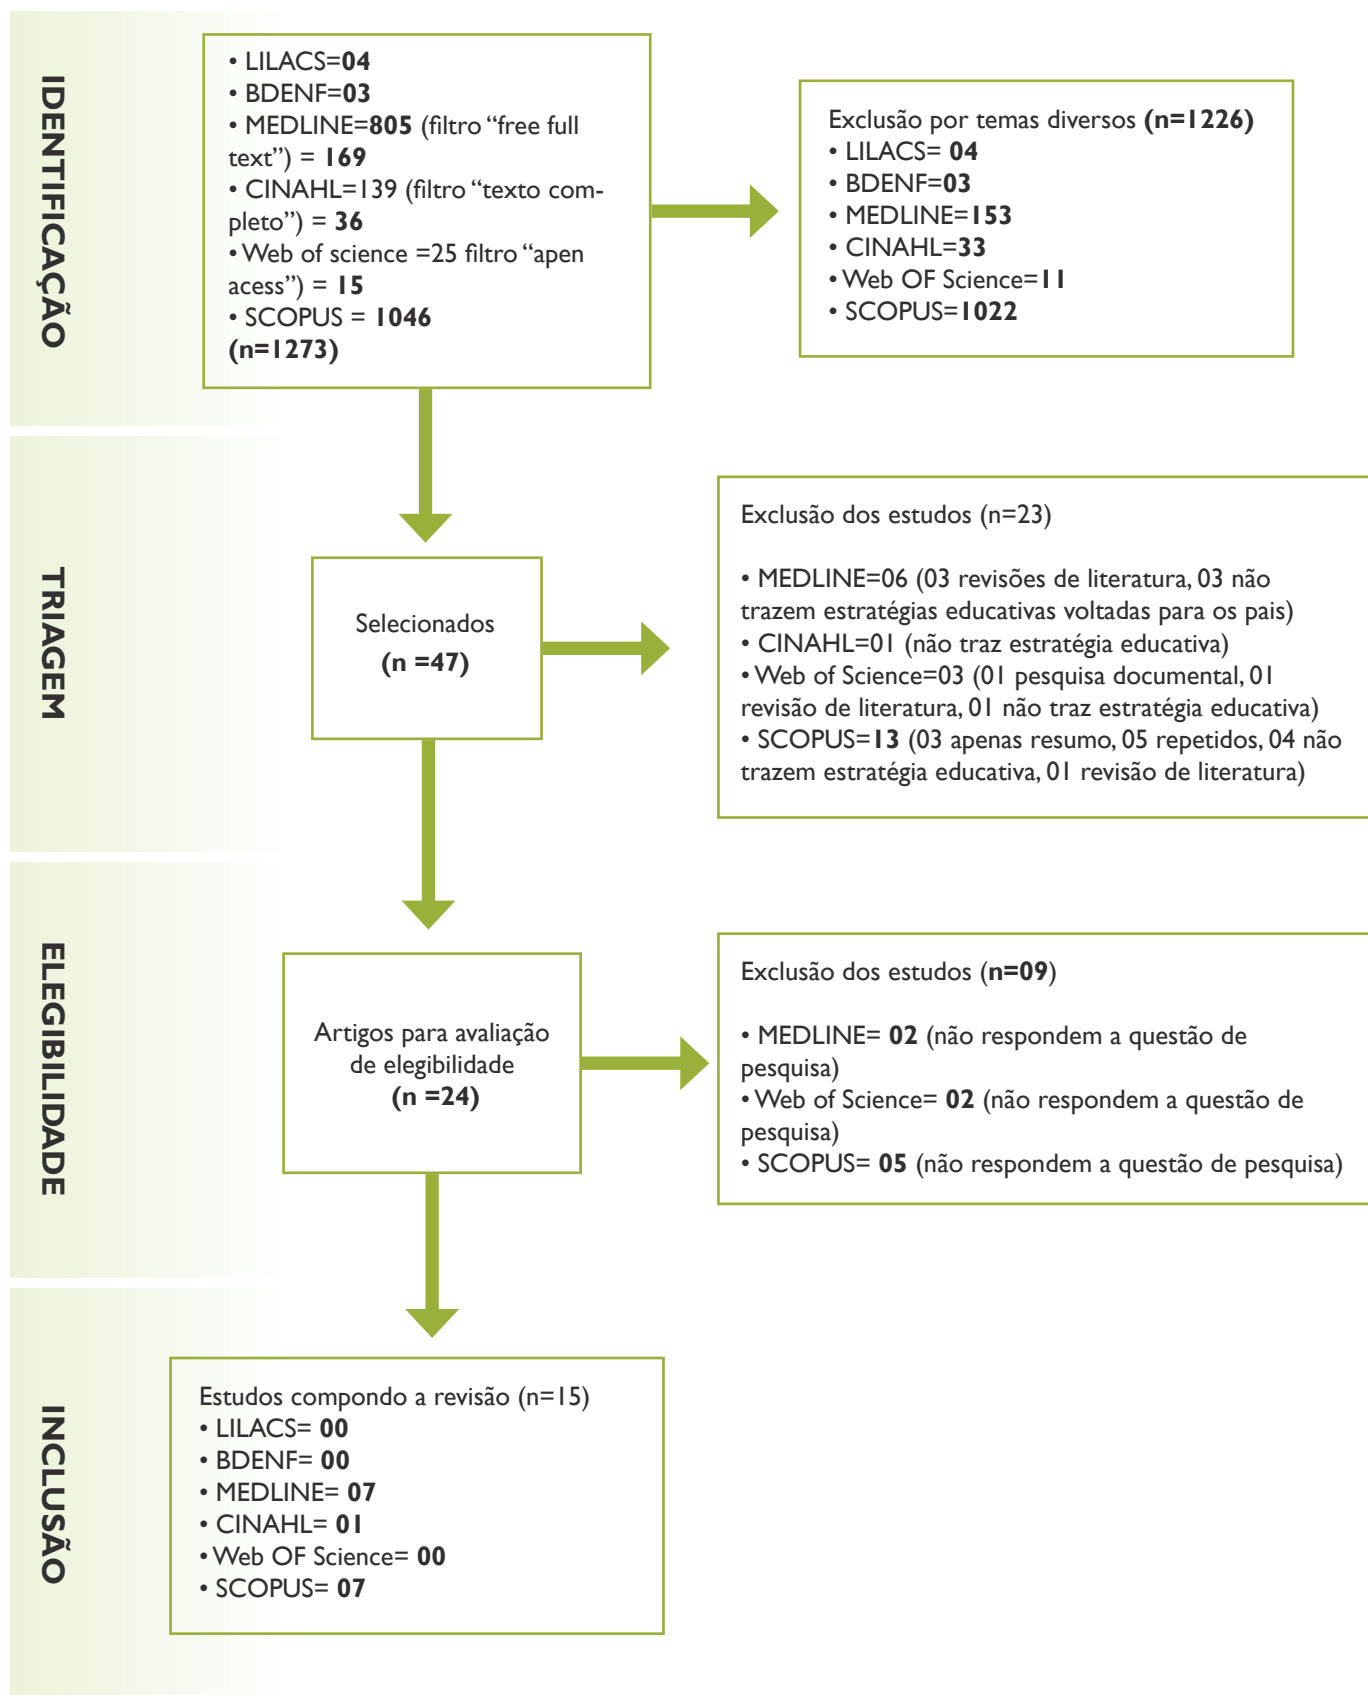 IDENTIFICAÇÃO
• LILACS=04
• BDENF=03
• MEDLINE=805 (filtro “free full
text”) = 169
• CINAHL=139 (filtro “texto com-
pleto”) = 36
• Web of science =25 filtro “apen
acess”) = 15
• SCOPUS = 1046
(n=1273)
Exclusão por temas diversos (n=1226)
• LILACS= 04
• BDENF=03
• MEDLINE=153
• CINAHL=33
• Web OF Science=11
• SCOPUS=1022
TRIAGEM
Selecionados
(n =47)
Exclusão dos estudos (n=23)
• MEDLINE=06 (03 revisões de literatura, 03 não
trazem estratégias educativas voltadas para os pais)
• CINAHL=01 (não traz estratégia educativa)
• Web of Science=03 (01 pesquisa documental, 01
revisão de literatura, 01 não traz estratégia educativa)
• SCOPUS=13 (03 apenas resumo, 05 repetidos, 04 não
trazem estratégia educativa, 01 revisão de literatura)
ELEGIBILIDADE
Artigos para avaliação
de elegibilidade
(n =24)
Exclusão dos estudos (n=09)
• MEDLINE= 02 (não respondem a questão de
pesquisa)
• Web of Science= 02 (não respondem a questão de
pesquisa)
• SCOPUS= 05 (não respondem a questão de pesquisa)
INCLUSÃO
Estudos compondo a revisão (n=15)
• LILACS= 00
• BDENF= 00
• MEDLINE= 07
• CINAHL= 01
• Web OF Science= 00
• SCOPUS= 07